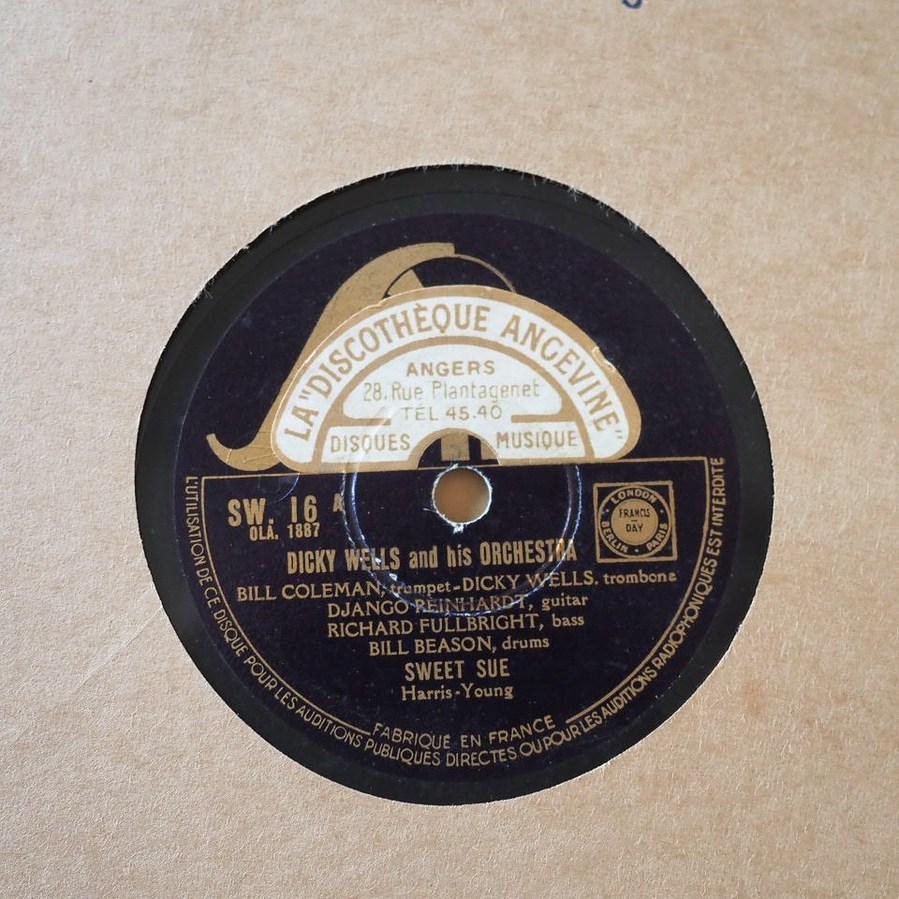 LA "DISCOTHÈQUE ANGEVINE"
ANGERS
28, Rue Plantagenet
TÉL 45.40
DISQUES MUSIQUE
SW. 16 A
OLA. 1887
LONDON
FRANCIS-DAY
BERLIN PARIS
DICKY WELLS and his ORCHESTRA
BILL COLEMAN, trumpet-DICKY WELLS. trombone
DJANGO REINHARDT, guitar
RICHARD FULLBRIGHT, bass
BILL BEASON, drums
SWEET SUE
Harris-Young
FABRIQUÉ EN FRANCE
L'UTILISATION DE CE DISQUE POUR LES AUDITIONS PUBLIQUES DIRECTES OU POUR LES AUDITIONS RADIOPHONIQUES EST INTERDITE